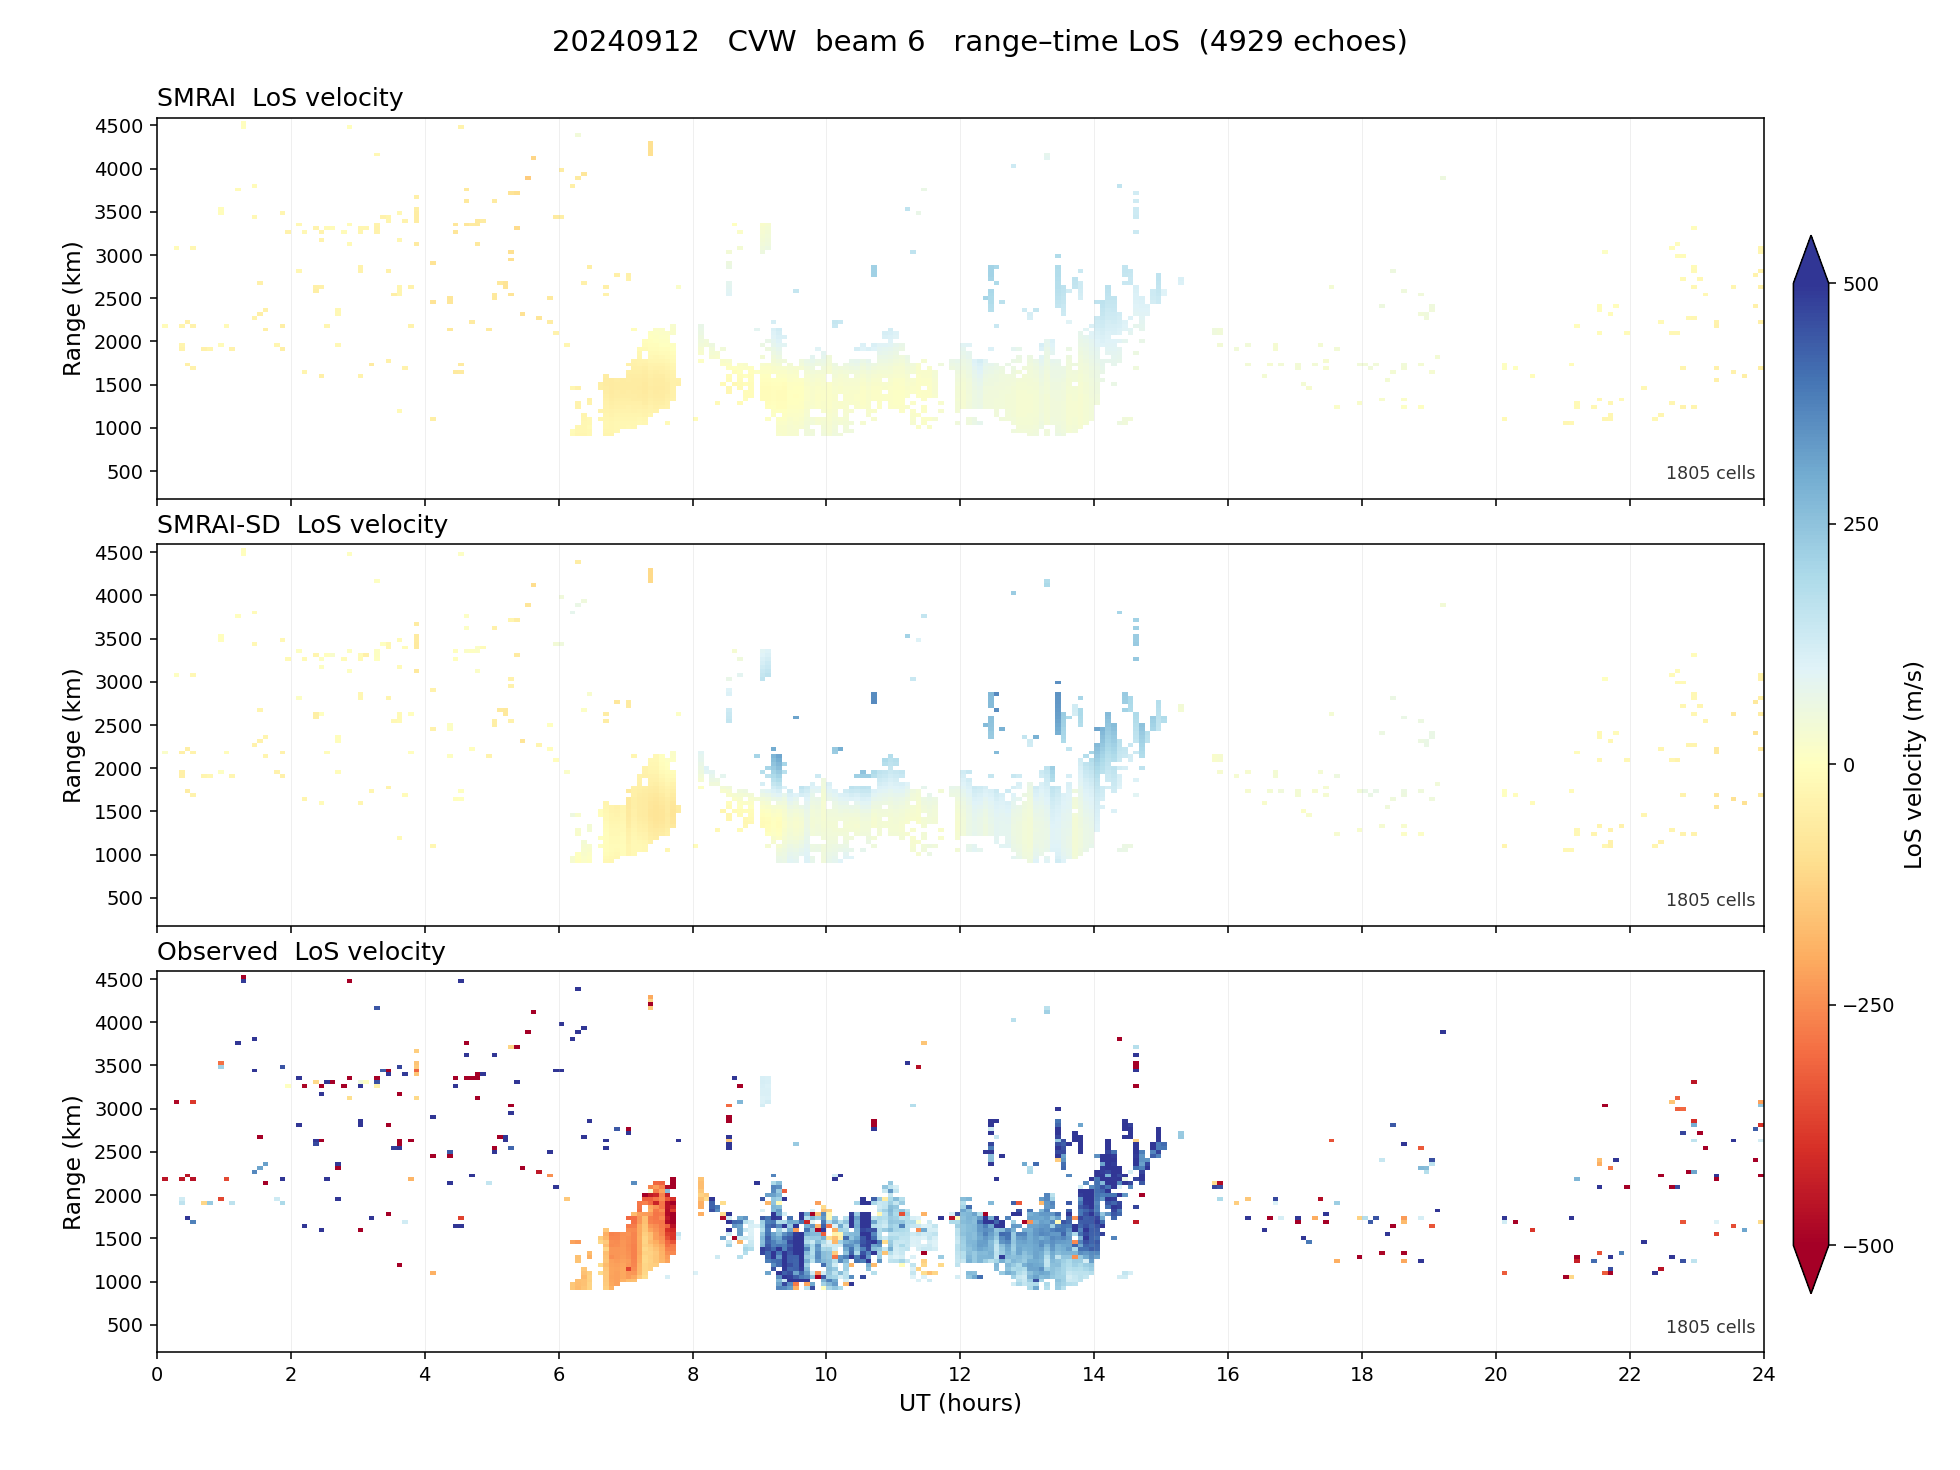 20240912   CVW  beam 6   range–time LoS  (4929 echoes)
SMRAI  LoS velocity
4500
4000
3500
3000
2500
2000
1500
1000
500
Range (km)
1805 cells
SMRAI-SD  LoS velocity
4500
4000
3500
3000
2500
2000
1500
1000
500
Range (km)
1805 cells
Observed  LoS velocity
4500
4000
3500
3000
2500
2000
1500
1000
500
Range (km)
1805 cells
0 2 4 6 8 10 12 14 16 18 20 22 24
UT (hours)
500
250
0
−250
−500
LoS velocity (m/s)